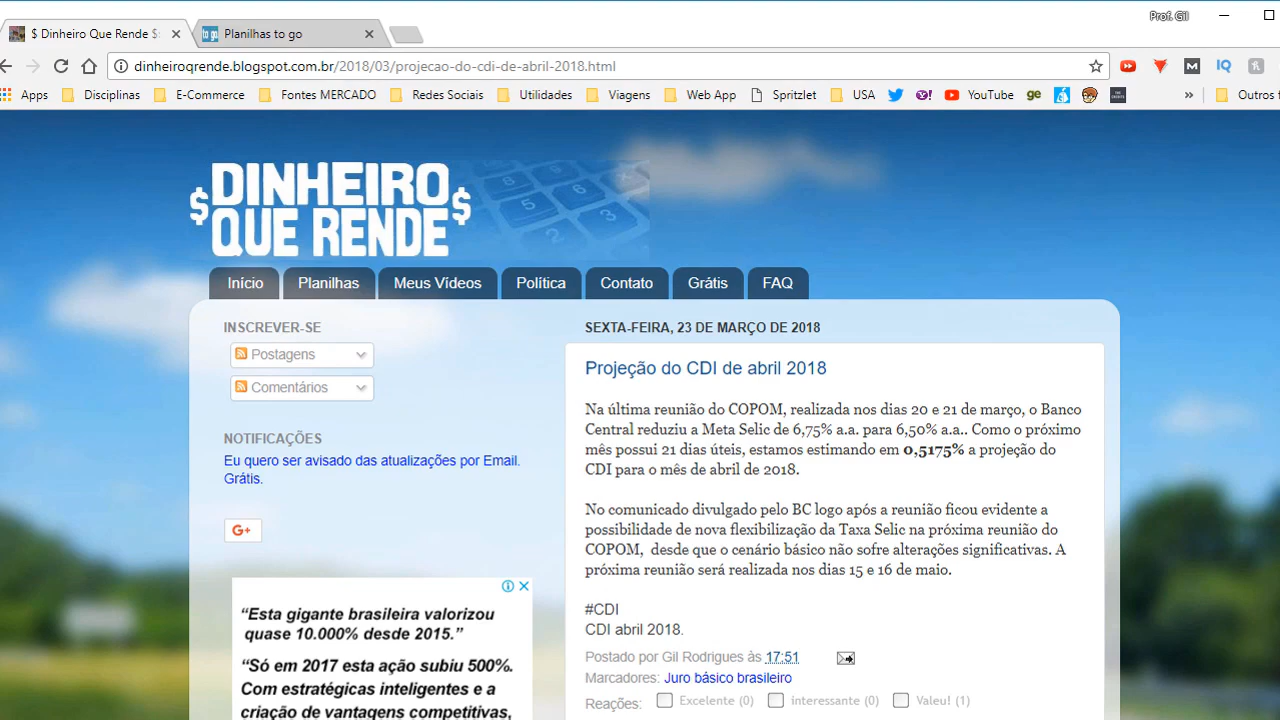 Prof. Gil
$ Dinheiro Que Rende $
to go Planilhas to go
dinheiroqrende.blogspot.com.br/2018/03/projecao-do-cdi-de-abril-2018.html
Apps Disciplinas E-Commerce Fontes MERCADO Redes Sociais Utilidades Viagens Web App Spritzlet USA YouTube ge » Outros f
$DINHEIRO$
QUE RENDE
Início Planilhas Meus Vídeos Política Contato Grátis FAQ
INSCREVER-SE
Postagens
Comentários
NOTIFICAÇÕES
Eu quero ser avisado das atualizações por Email.
Grátis.
G+
“Esta gigante brasileira valorizou
quase 10.000% desde 2015.”
“Só em 2017 esta ação subiu 500%.
Com estratégicas inteligentes e a
criação de vantagens competitivas,
SEXTA-FEIRA, 23 DE MARÇO DE 2018
Projeção do CDI de abril 2018
Na última reunião do COPOM, realizada nos dias 20 e 21 de março, o Banco
Central reduziu a Meta Selic de 6,75% a.a. para 6,50% a.a.. Como o próximo
mês possui 21 dias úteis, estamos estimando em 0,5175% a projeção do
CDI para o mês de abril de 2018.
No comunicado divulgado pelo BC logo após a reunião ficou evidente a
possibilidade de nova flexibilização da Taxa Selic na próxima reunião do
COPOM, desde que o cenário básico não sofre alterações significativas. A
próxima reunião será realizada nos dias 15 e 16 de maio.
#CDI
CDI abril 2018.
Postado por Gil Rodrigues às 17:51
Marcadores: Juro básico brasileiro
Reações: Excelente (0) interessante (0) Valeu! (1)